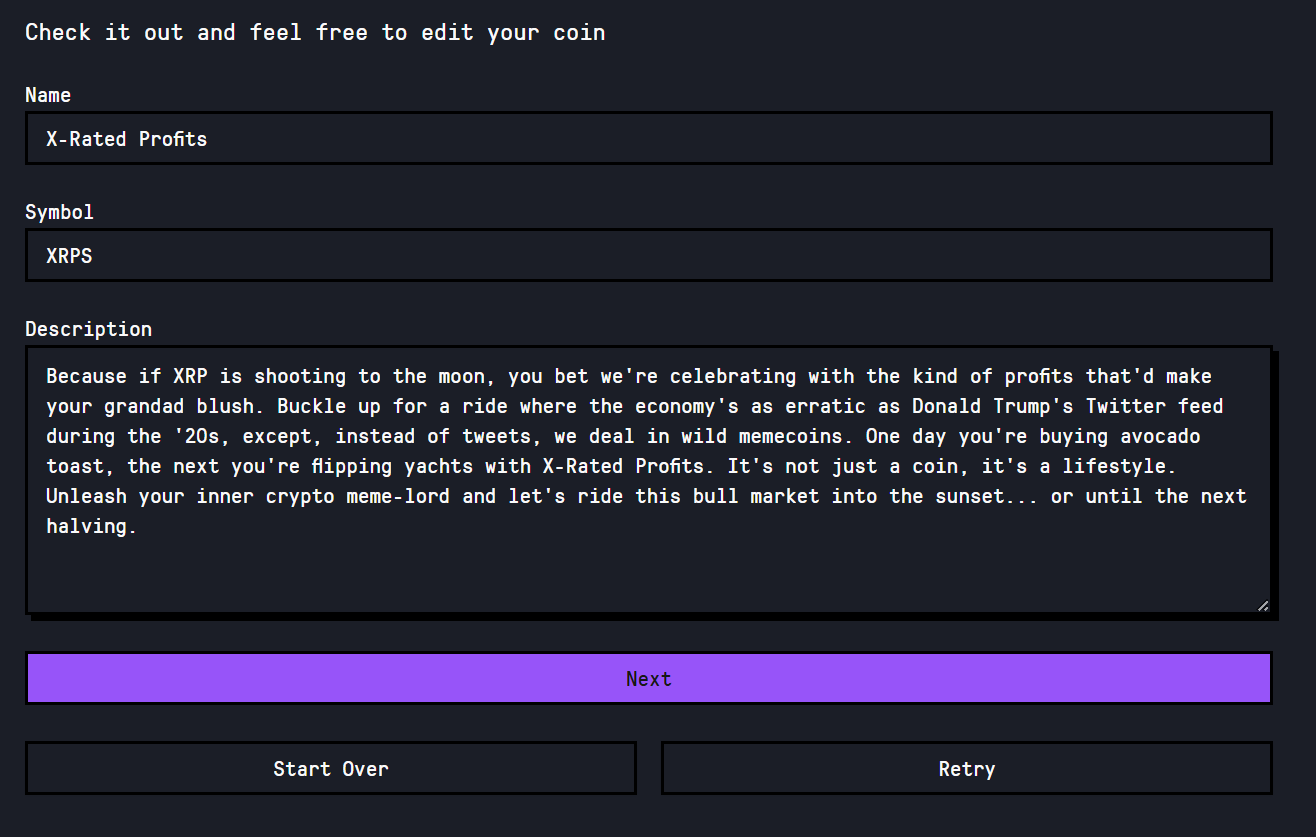 Check it out and feel free to edit your coin
Name
X-Rated Profits
Symbol
XRPS
Description
Because if XRP is shooting to the moon, you bet we're celebrating with the kind of profits that'd make
your grandad blush. Buckle up for a ride where the economy's as erratic as Donald Trump's Twitter feed
during the '20s, except, instead of tweets, we deal in wild memecoins. One day you're buying avocado
toast, the next you're flipping yachts with X-Rated Profits. It's not just a coin, it's a lifestyle.
Unleash your inner crypto meme-lord and let's ride this bull market into the sunset... or until the next
halving.
Next
Start Over
Retry